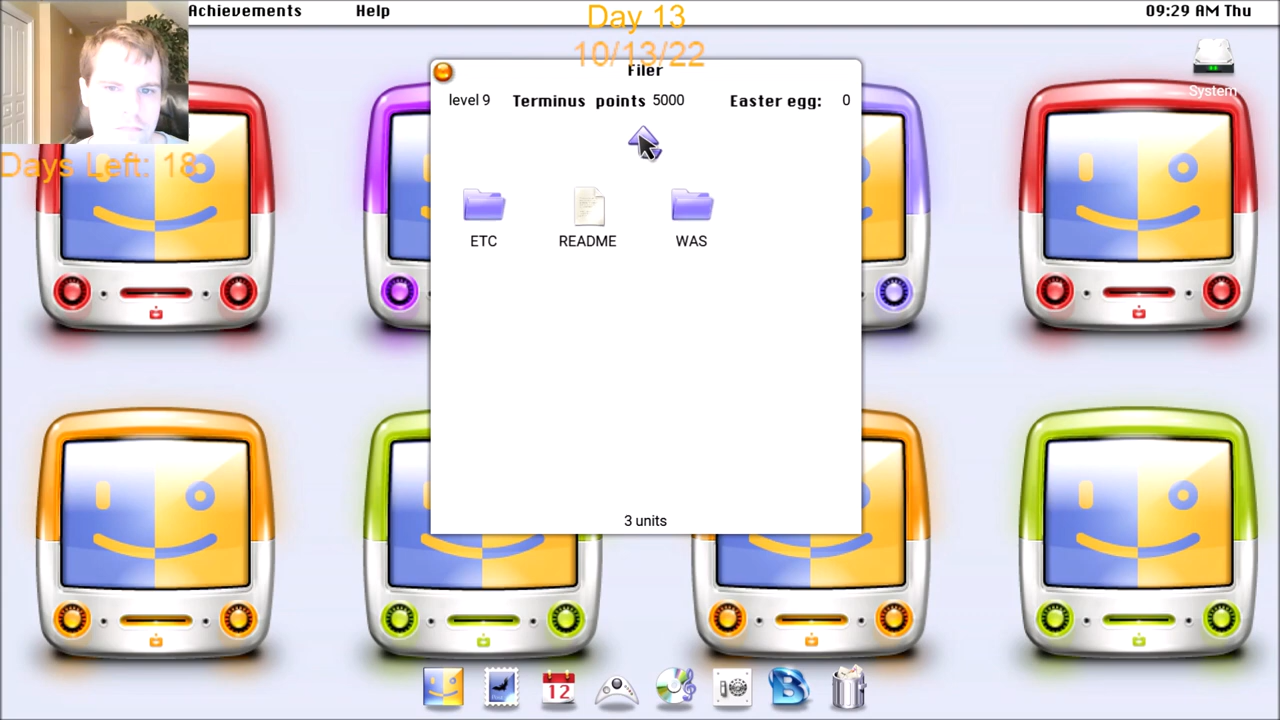 Achievements Help
09:29 AM Thu
Day 13
10/13/22
Days Left: 18
System
Filer
level 9 Terminus points 5000 Easter egg: 0
ETC README WAS
3 units
12